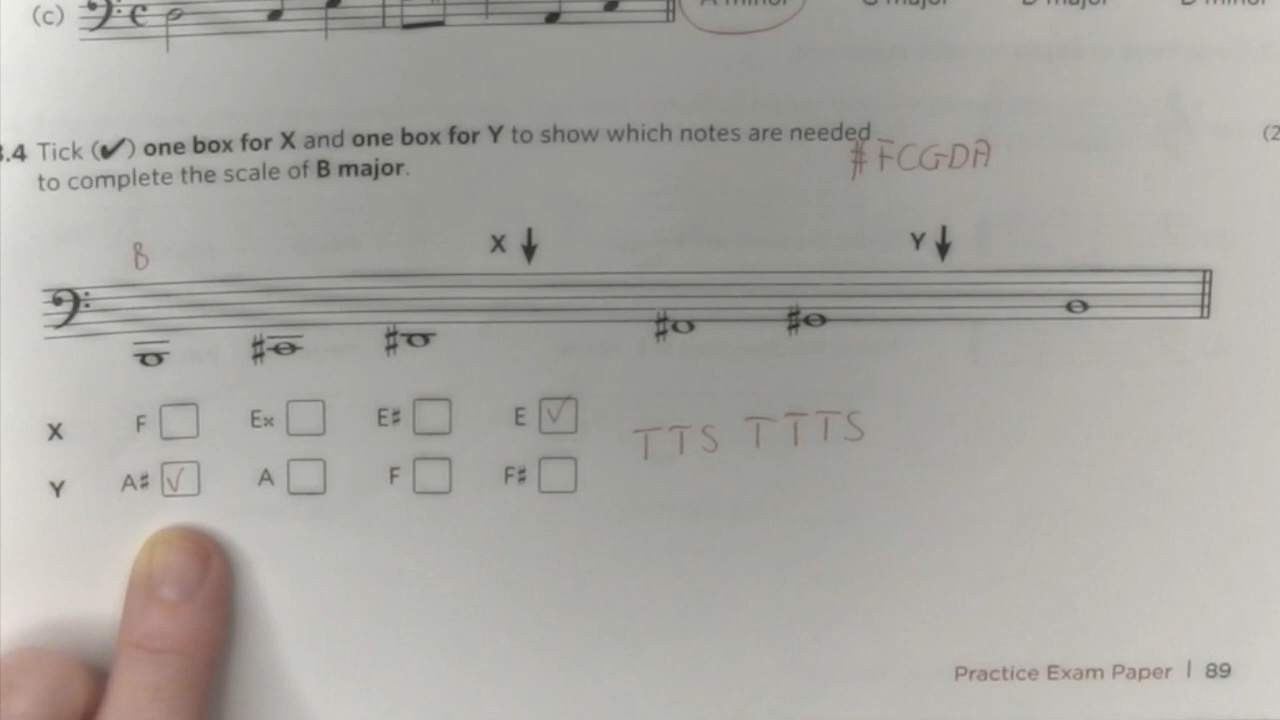 (c)
3.4 Tick (✔) one box for X and one box for Y to show which notes are needed
to complete the scale of B major.
#FCGDA
B
X
Y
X F Ex E♯ E ✓
TTS TTTS
Y A♯ ✓ A F F♯
Practice Exam Paper | 89